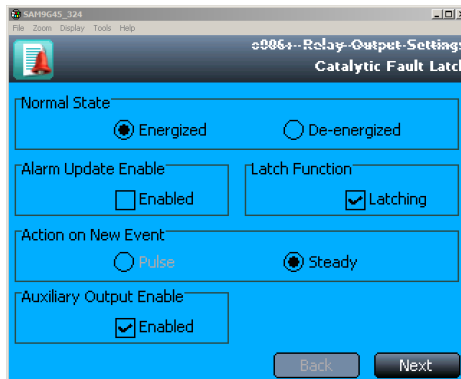 SAM9G45_324
File Zoom Display Tools Help
Relay-Output-Settings
Catalytic Fault Latc
Normal State
Energized De-energized
Alarm Update Enable Latch Function
Enabled Latching
Action on New Event
Pulse Steady
Auxiliary Output Enable
Enabled
Back Next